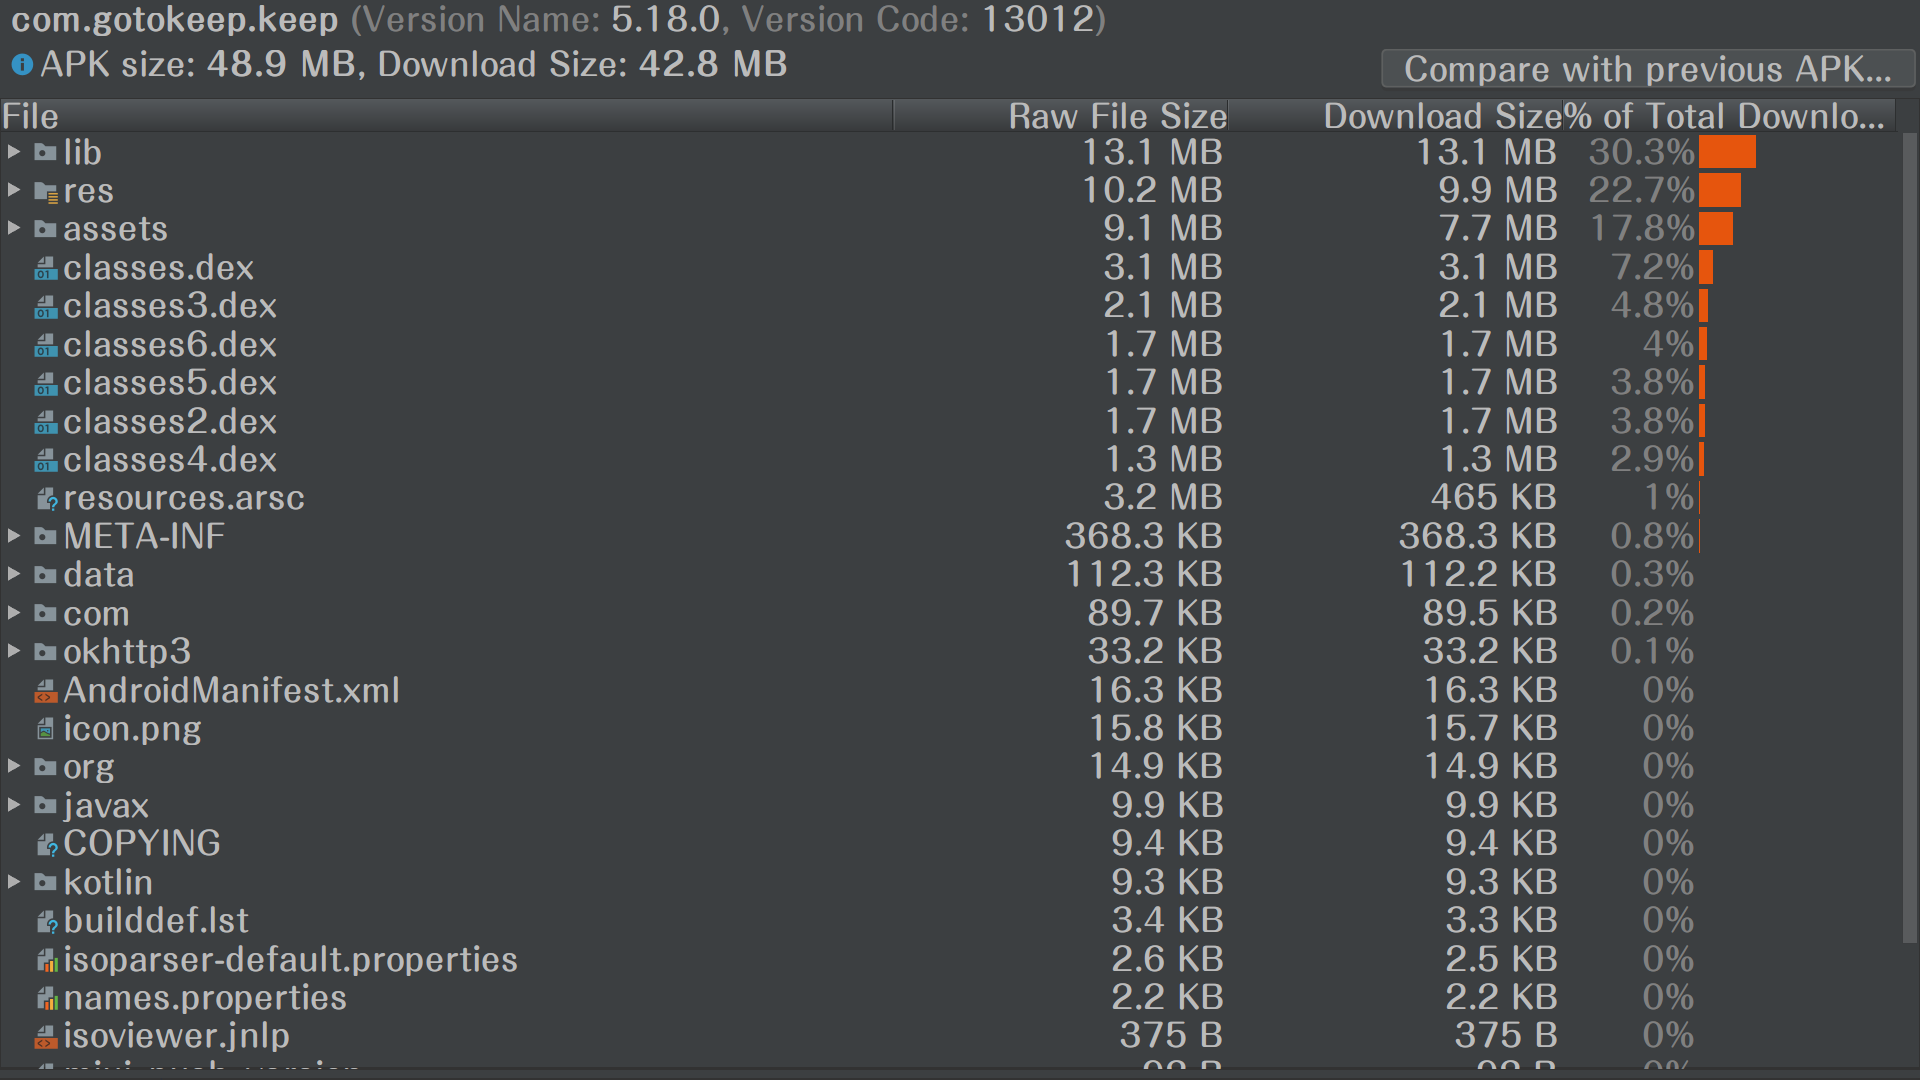 com.gotokeep.keep (Version Name: 5.18.0, Version Code: 13012)
APK size: 48.9 MB, Download Size: 42.8 MB
Compare with previous APK...
File Raw File Size Download Size % of Total Downlo...
lib 13.1 MB 13.1 MB 30.3%
res 10.2 MB 9.9 MB 22.7%
assets 9.1 MB 7.7 MB 17.8%
classes.dex 3.1 MB 3.1 MB 7.2%
classes3.dex 2.1 MB 2.1 MB 4.8%
classes6.dex 1.7 MB 1.7 MB 4%
classes5.dex 1.7 MB 1.7 MB 3.8%
classes2.dex 1.7 MB 1.7 MB 3.8%
classes4.dex 1.3 MB 1.3 MB 2.9%
resources.arsc 3.2 MB 465 KB 1%
META-INF 368.3 KB 368.3 KB 0.8%
data 112.3 KB 112.2 KB 0.3%
com 89.7 KB 89.5 KB 0.2%
okhttp3 33.2 KB 33.2 KB 0.1%
AndroidManifest.xml 16.3 KB 16.3 KB 0%
icon.png 15.8 KB 15.7 KB 0%
org 14.9 KB 14.9 KB 0%
javax 9.9 KB 9.9 KB 0%
COPYING 9.4 KB 9.4 KB 0%
kotlin 9.3 KB 9.3 KB 0%
builddef.lst 3.4 KB 3.3 KB 0%
isoparser-default.properties 2.6 KB 2.5 KB 0%
names.properties 2.2 KB 2.2 KB 0%
isoviewer.jnlp 375 B 375 B 0%